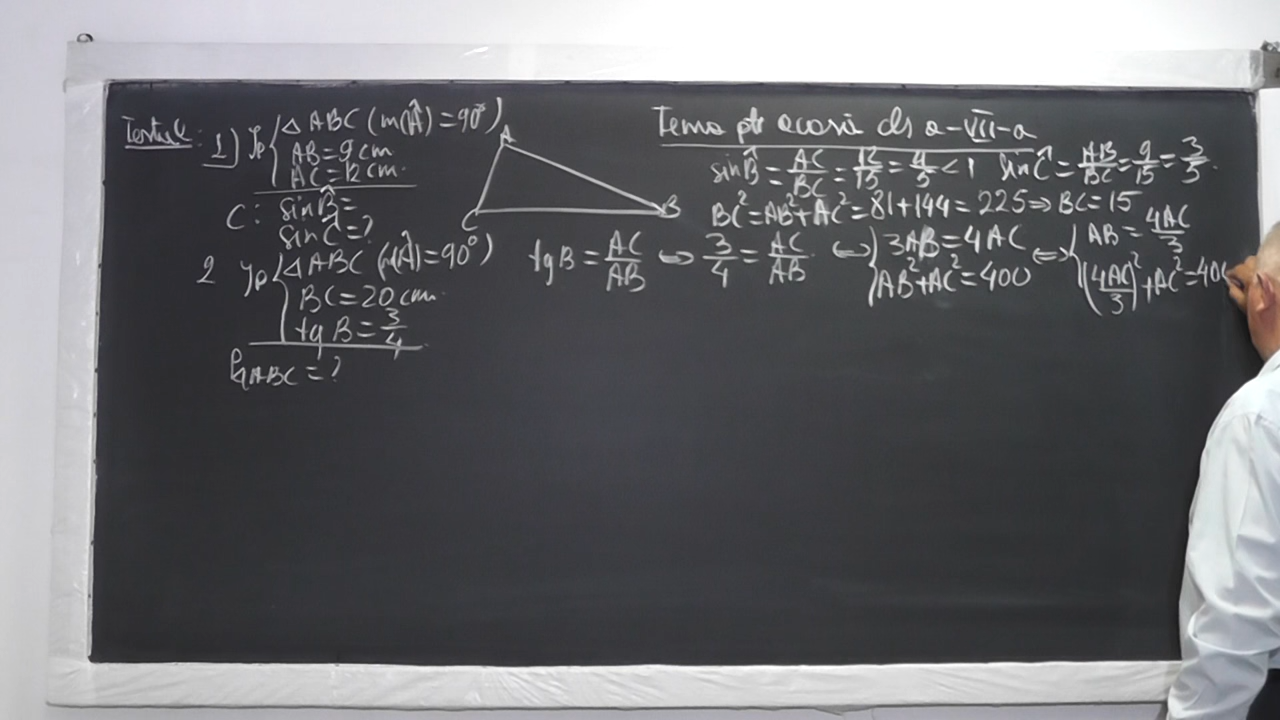 Temă ptr acasă cls a-VII-a
1) Ip { △ABC (m(Â)=90°)
AB=9 cm
AC=12 cm
C: sin B̂=
sin Ĉ=?
A
C
B
sin B̂ = AC/BC = 12/15 = 4/5 < 1 sin Ĉ = AB/BC = 9/15 = 3/5
BC²=AB²+AC²=81+144=225⇒BC=15
2 Ip { △ABC (m(Â)=90°)
BC=20 cm
tg B=3/4
P△ABC=?
tg B = AC/AB ⇔ 3/4 = AC/AB ⇔ { 3AB=4AC ⇔ { AB=4AC/3
AB²+AC²=400 (4AC/3)²+AC²=400